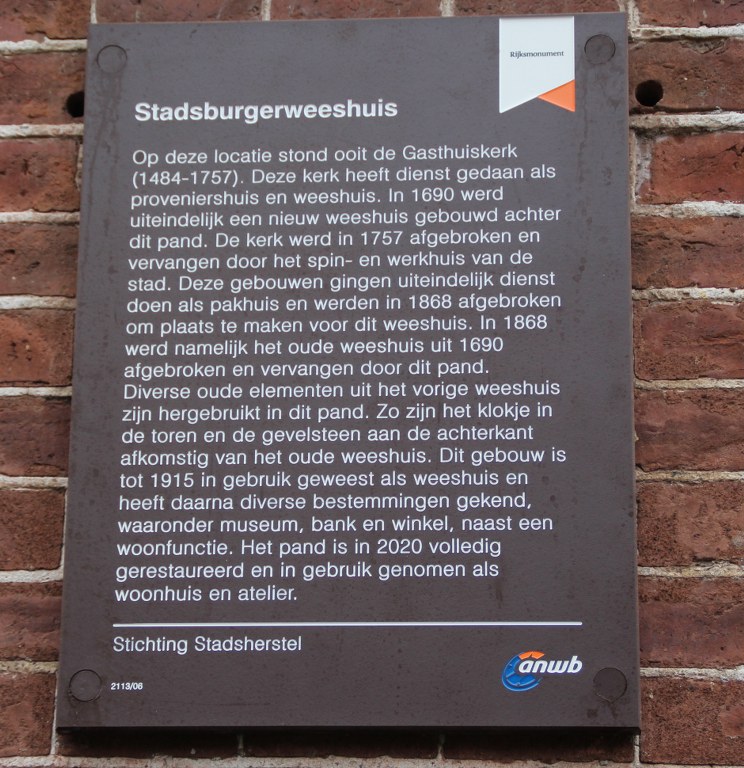 Rijksmonument
Stadsburgerweeshuis
Op deze locatie stond ooit de Gasthuiskerk
(1484-1757). Deze kerk heeft dienst gedaan als
proveniershuis en weeshuis. In 1690 werd
uiteindelijk een nieuw weeshuis gebouwd achter
dit pand. De kerk werd in 1757 afgebroken en
vervangen door het spin- en werkhuis van de
stad. Deze gebouwen gingen uiteindelijk dienst
doen als pakhuis en werden in 1868 afgebroken
om plaats te maken voor dit weeshuis. In 1868
werd namelijk het oude weeshuis uit 1690
afgebroken en vervangen door dit pand.
Diverse oude elementen uit het vorige weeshuis
zijn hergebruikt in dit pand. Zo zijn het klokje in
de toren en de gevelsteen aan de achterkant
afkomstig van het oude weeshuis. Dit gebouw is
tot 1915 in gebruik geweest als weeshuis en
heeft daarna diverse bestemmingen gekend,
waaronder museum, bank en winkel, naast een
woonfunctie. Het pand is in 2020 volledig
gerestaureerd en in gebruik genomen als
woonhuis en atelier.
Stichting Stadsherstel
anwb
2113/06